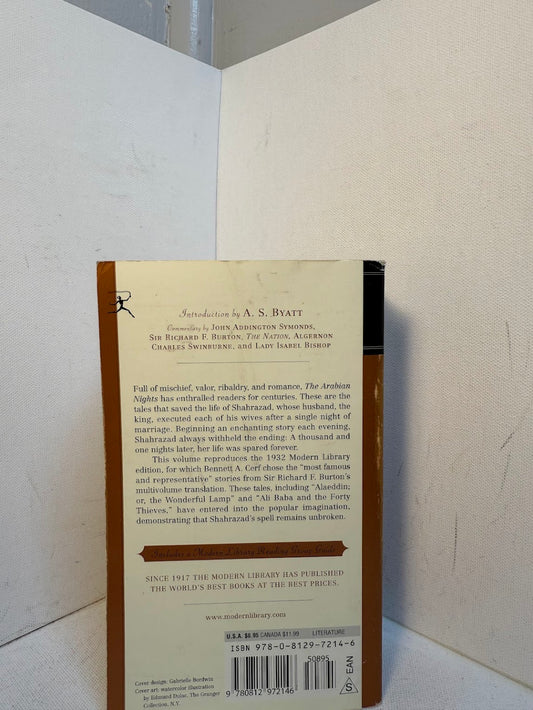 Introduction by A. S. BYATT
Commentary by JOHN ADDINGTON SYMONDS,
SIR RICHARD F. BURTON, THE NATION, ALGERNON
CHARLES SWINBURNE, and LADY ISABEL BISHOP
Full of mischief, valor, ribaldry, and romance, The Arabian
Nights has enthralled readers for centuries. These are the
tales that saved the life of Shahrazad, whose husband, the
king, executed each of his wives after a single night of
marriage. Beginning an enchanting story each evening,
Shahrazad always withheld the ending: A thousand and
one nights later, her life was spared forever.
This volume reproduces the 1932 Modern Library
edition, for which Bennett A. Cerf chose the "most famous
and representative" stories from Sir Richard F. Burton's
multivolume translation. These tales, including "Alaeddin;
or, the Wonderful Lamp" and "Ali Baba and the Forty
Thieves," have entered into the popular imagination,
demonstrating that Shahrazad's spell remains unbroken.
Includes a Modern Library Reading Group Guide
SINCE 1917 THE MODERN LIBRARY HAS PUBLISHED
THE WORLD'S BEST BOOKS AT THE BEST PRICES.
www.modernlibrary.com
U.S.A. $8.95 CANADA $11.99 LITERATURE
ISBN 978-0-8129-7214-6
50895
9 780812 972146
S EAN
Cover design: Gabrielle Bordwin
Cover art: watercolor illustration
by Edmund Dulac, The Granger
Collection, N.Y.